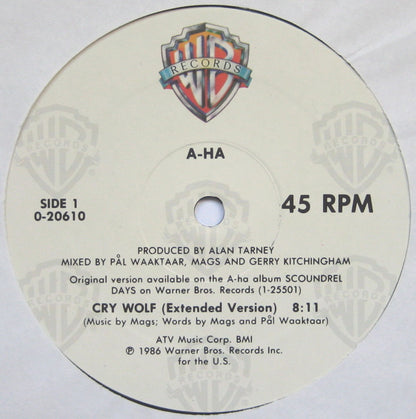 WB
RECORDS
A-HA
SIDE 1
0-20610
45 RPM
PRODUCED BY ALAN TARNEY
MIXED BY PÅL WAAKTAAR, MAGS AND GERRY KITCHINGHAM
Original version available on the A-ha album SCOUNDREL
DAYS on Warner Bros. Records (1-25501)
CRY WOLF (Extended Version) 8:11
(Music by Mags; Words by Mags and Pål Waaktaar)
ATV Music Corp. BMI
℗ 1986 Warner Bros. Records Inc.
for the U.S.